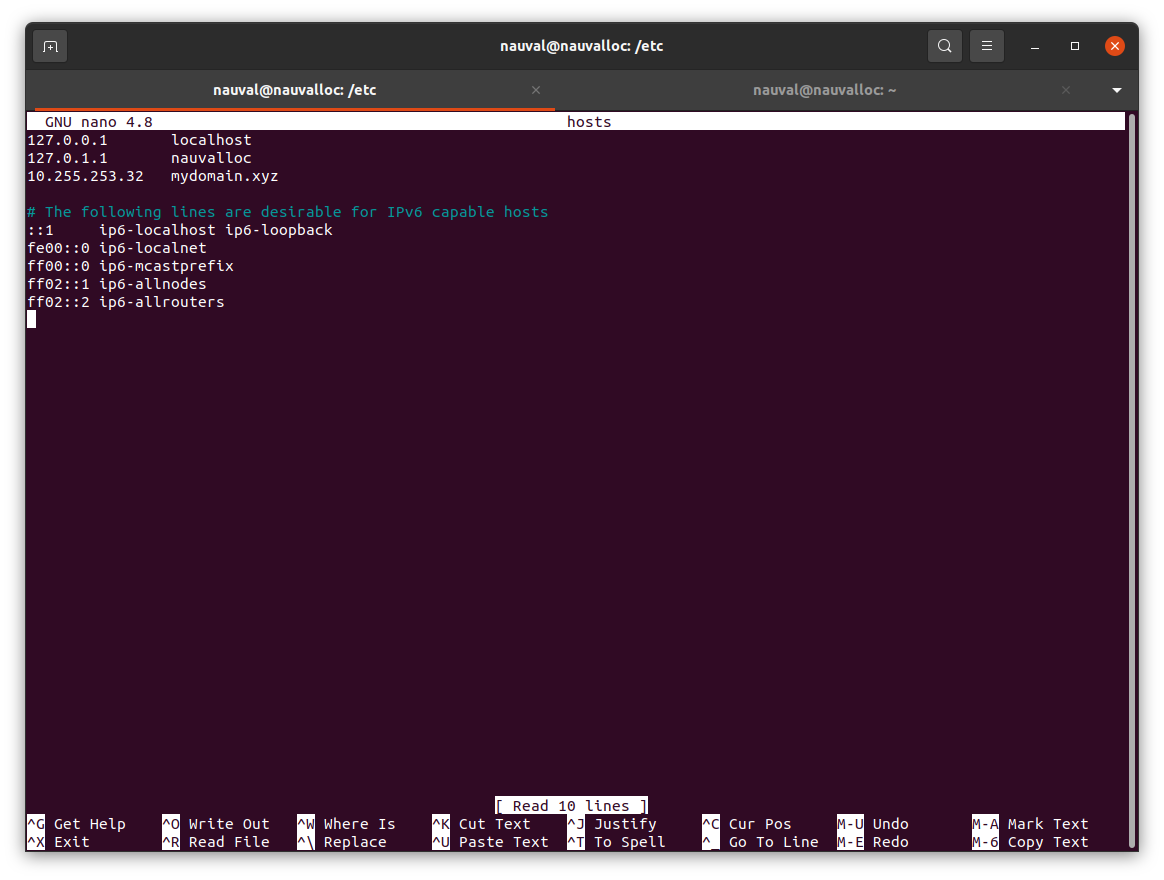 nauval@nauvalloc: /etc
nauval@nauvalloc: /etc nauval@nauvalloc: ~
GNU nano 4.8 hosts
127.0.0.1 localhost
127.0.1.1 nauvalloc
10.255.253.32 mydomain.xyz
# The following lines are desirable for IPv6 capable hosts
::1 ip6-localhost ip6-loopback
fe00::0 ip6-localnet
ff00::0 ip6-mcastprefix
ff02::1 ip6-allnodes
ff02::2 ip6-allrouters
[ Read 10 lines ]
^G Get Help ^O Write Out ^W Where Is ^K Cut Text ^J Justify ^C Cur Pos M-U Undo M-A Mark Text
^X Exit ^R Read File ^\ Replace ^U Paste Text ^T To Spell ^_ Go To Line M-E Redo M-6 Copy Text